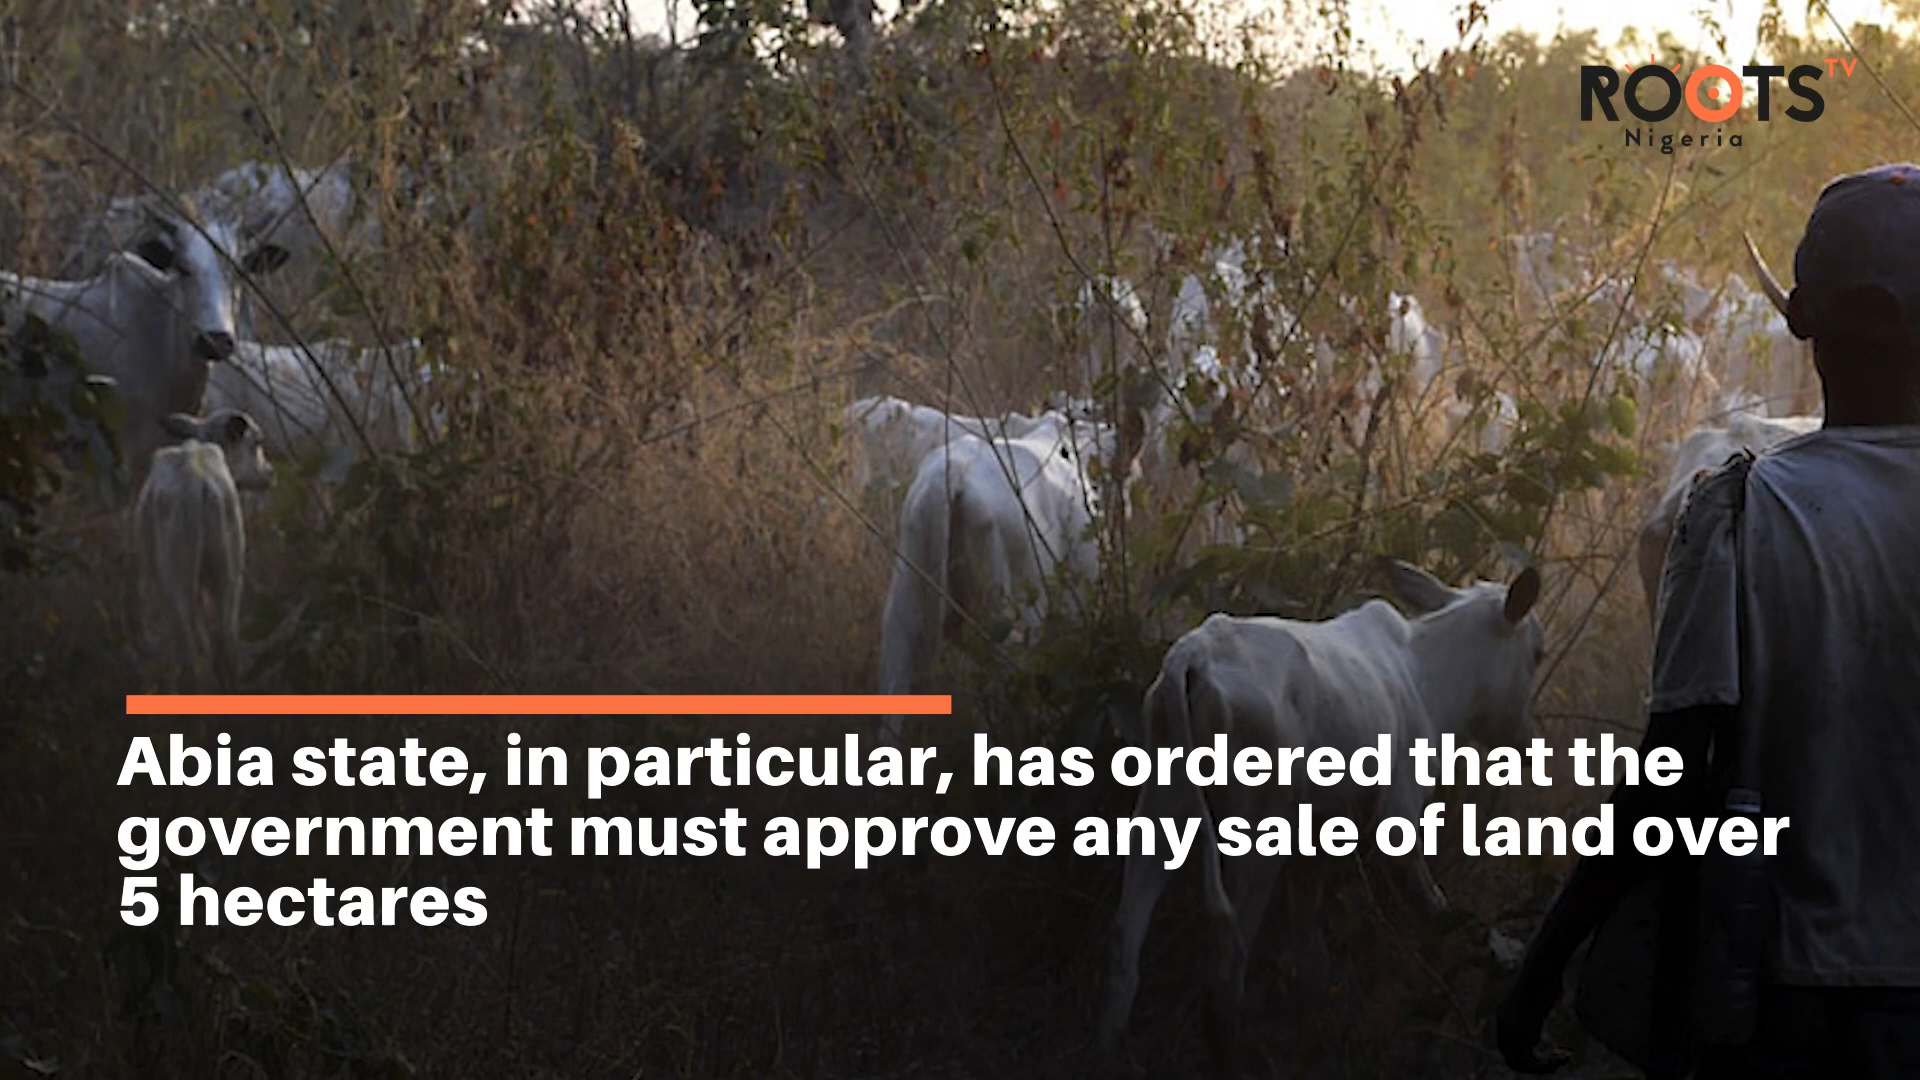 ROOTS TV
Nigeria
Abia state, in particular, has ordered that the
government must approve any sale of land over
5 hectares